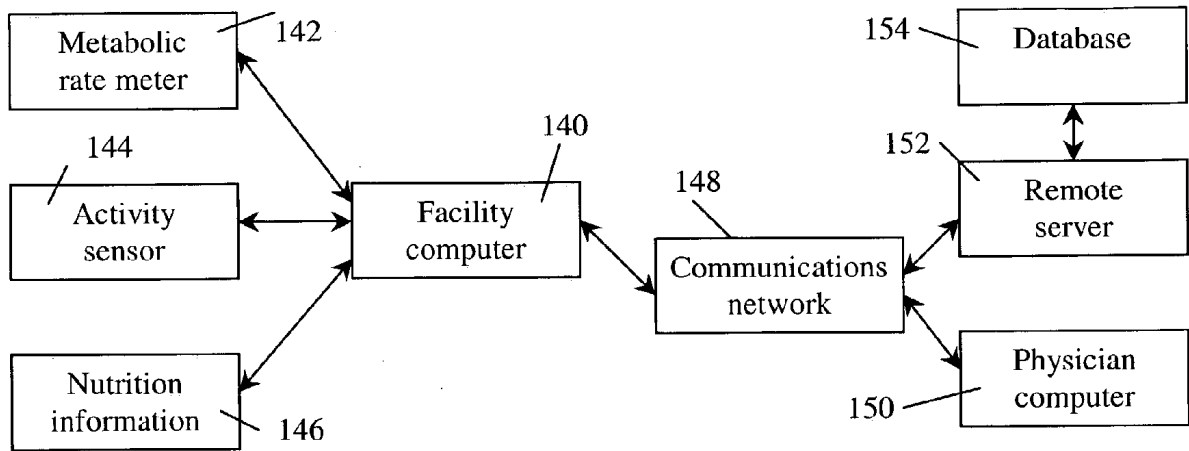 Metabolic
rate meter
142
144
Activity
sensor
Nutrition
information
146
140
Facility
computer
148
Communications
network
154
Database
152
Remote
server
Physician
computer
150